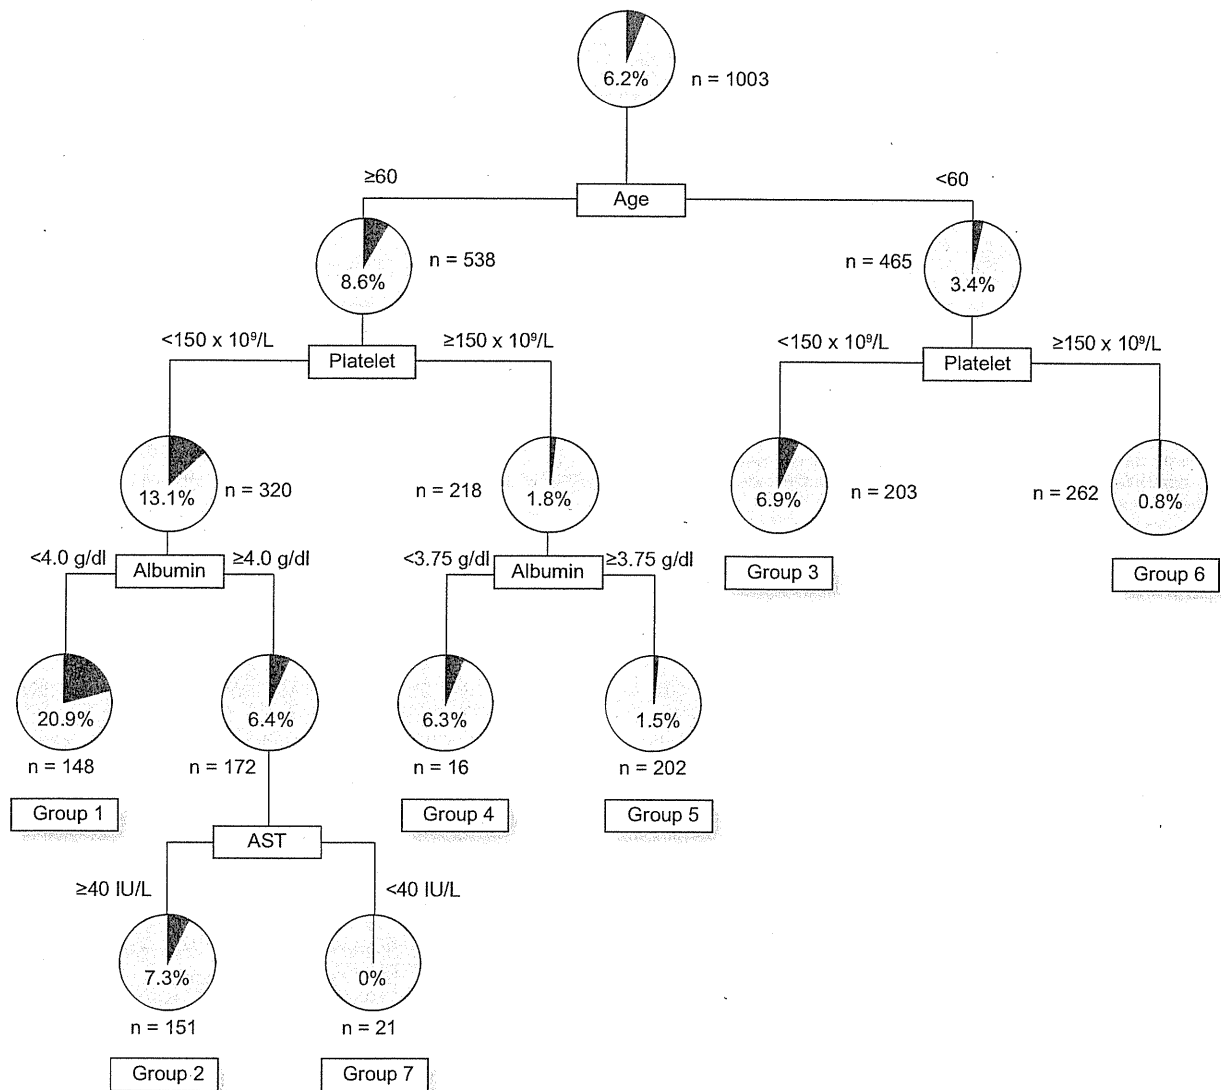 6.2%
n = 1003
≥60
Age
<60
8.6%
n = 538
n = 465
3.4%
<150 x 10⁹/L
Platelet
≥150 x 10⁹/L
<150 x 10⁹/L
Platelet
≥150 x 10⁹/L
13.1%
n = 320
n = 218
1.8%
6.9%
n = 203
n = 262
0.8%
<4.0 g/dl
Albumin
≥4.0 g/dl
<3.75 g/dl
Albumin
≥3.75 g/dl
Group 3
Group 6
20.9%
6.4%
6.3%
1.5%
n = 148
n = 172
n = 16
n = 202
Group 1
Group 4
Group 5
AST
≥40 IU/L
<40 IU/L
7.3%
0%
n = 151
n = 21
Group 2
Group 7